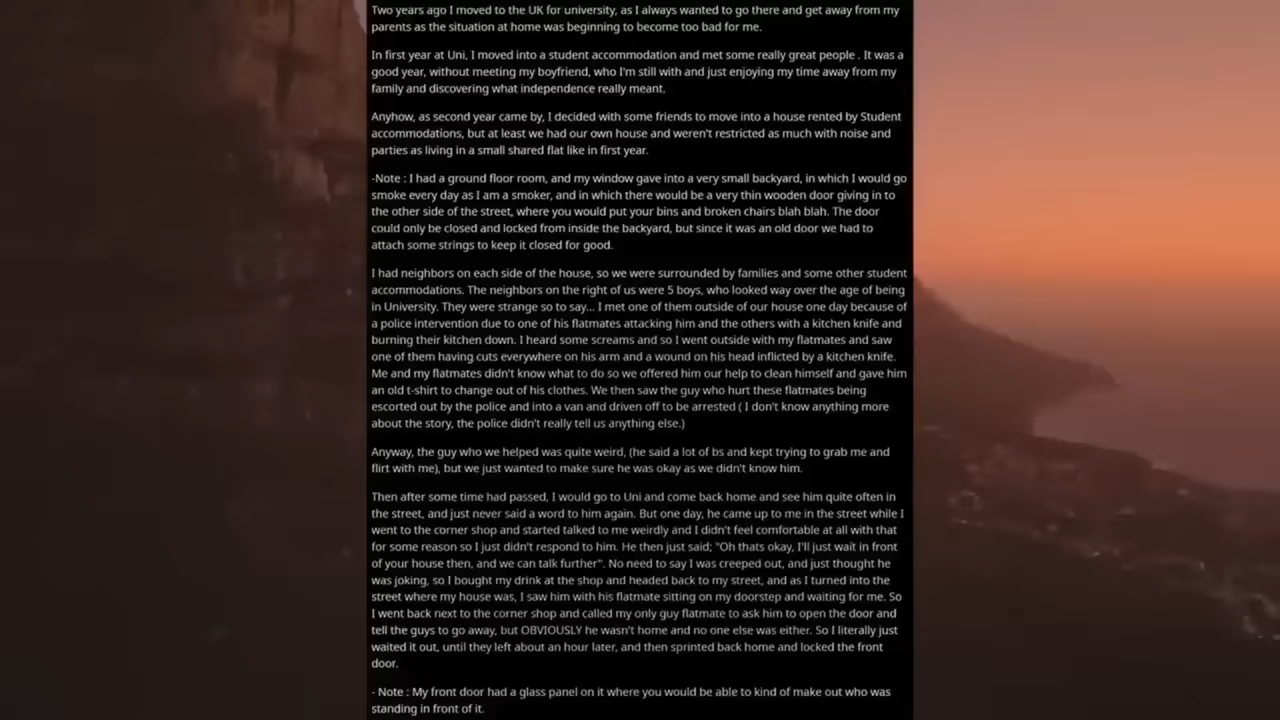 Two years ago I moved to the UK for university, as I always wanted to go there and get away from my
parents as the situation at home was beginning to become too bad for me.
In first year at Uni, I moved into a student accommodation and met some really great people . It was a
good year, without meeting my boyfriend, who I'm still with and just enjoying my time away from my
family and discovering what independence really meant.
Anyhow, as second year came by, I decided with some friends to move into a house rented by Student
accommodations, but at least we had our own house and weren't restricted as much with noise and
parties as living in a small shared flat like in first year.
-Note : I had a ground floor room, and my window gave into a very small backyard, in which I would go
smoke every day as I am a smoker, and in which there would be a very thin wooden door giving in to
the other side of the street, where you would put your bins and broken chairs blah blah. The door
could only be closed and locked from inside the backyard, but since it was an old door we had to
attach some strings to keep it closed for good.
I had neighbors on each side of the house, so we were surrounded by families and some other student
accommodations. The neighbors on the right of us were 5 boys, who looked way over the age of being
in University. They were strange so to say... I met one of them outside of our house one day because of
a police intervention due to one of his flatmates attacking him and the others with a kitchen knife and
burning their kitchen down. I heard some screams and so I went outside with my flatmates and saw
one of them having cuts everywhere on his arm and a wound on his head inflicted by a kitchen knife.
Me and my flatmates didn't know what to do so we offered him our help to clean himself and gave him
an old t-shirt to change out of his clothes. We then saw the guy who hurt these flatmates being
escorted out by the police and into a van and driven off to be arrested ( I don't know anything more
about the story, the police didn't really tell us anything else.)
Anyway, the guy who we helped was quite weird, (he said a lot of bs and kept trying to grab me and
flirt with me), but we just wanted to make sure he was okay as we didn't know him.
Then after some time had passed, I would go to Uni and come back home and see him quite often in
the street, and just never said a word to him again. But one day, he came up to me in the street while I
went to the corner shop and started talked to me weirdly and I didn't feel comfortable at all with that
for some reason so I just didn't respond to him. He then just said; "Oh thats okay, I'll just wait in front
of your house then, and we can talk further". No need to say I was creeped out, and just thought he
was joking, so I bought my drink at the shop and headed back to my street, and as I turned into the
street where my house was, I saw him with his flatmate sitting on my doorstep and waiting for me. So
I went back next to the corner shop and called my only guy flatmate to ask him to open the door and
tell the guys to go away, but OBVIOUSLY he wasn't home and no one else was either. So I literally just
waited it out, until they left about an hour later, and then sprinted back home and locked the front
door.
- Note : My front door had a glass panel on it where you would be able to kind of make out who was
standing in front of it.